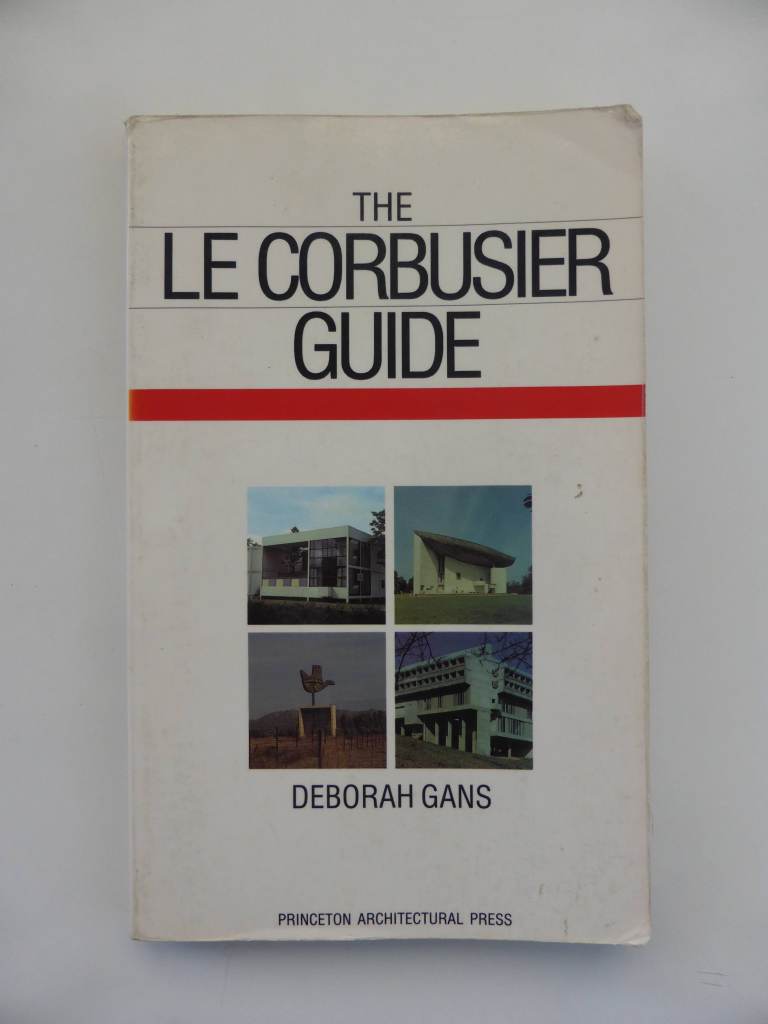 THE
LE CORBUSIER
GUIDE
DEBORAH GANS
PRINCETON ARCHITECTURAL PRESS